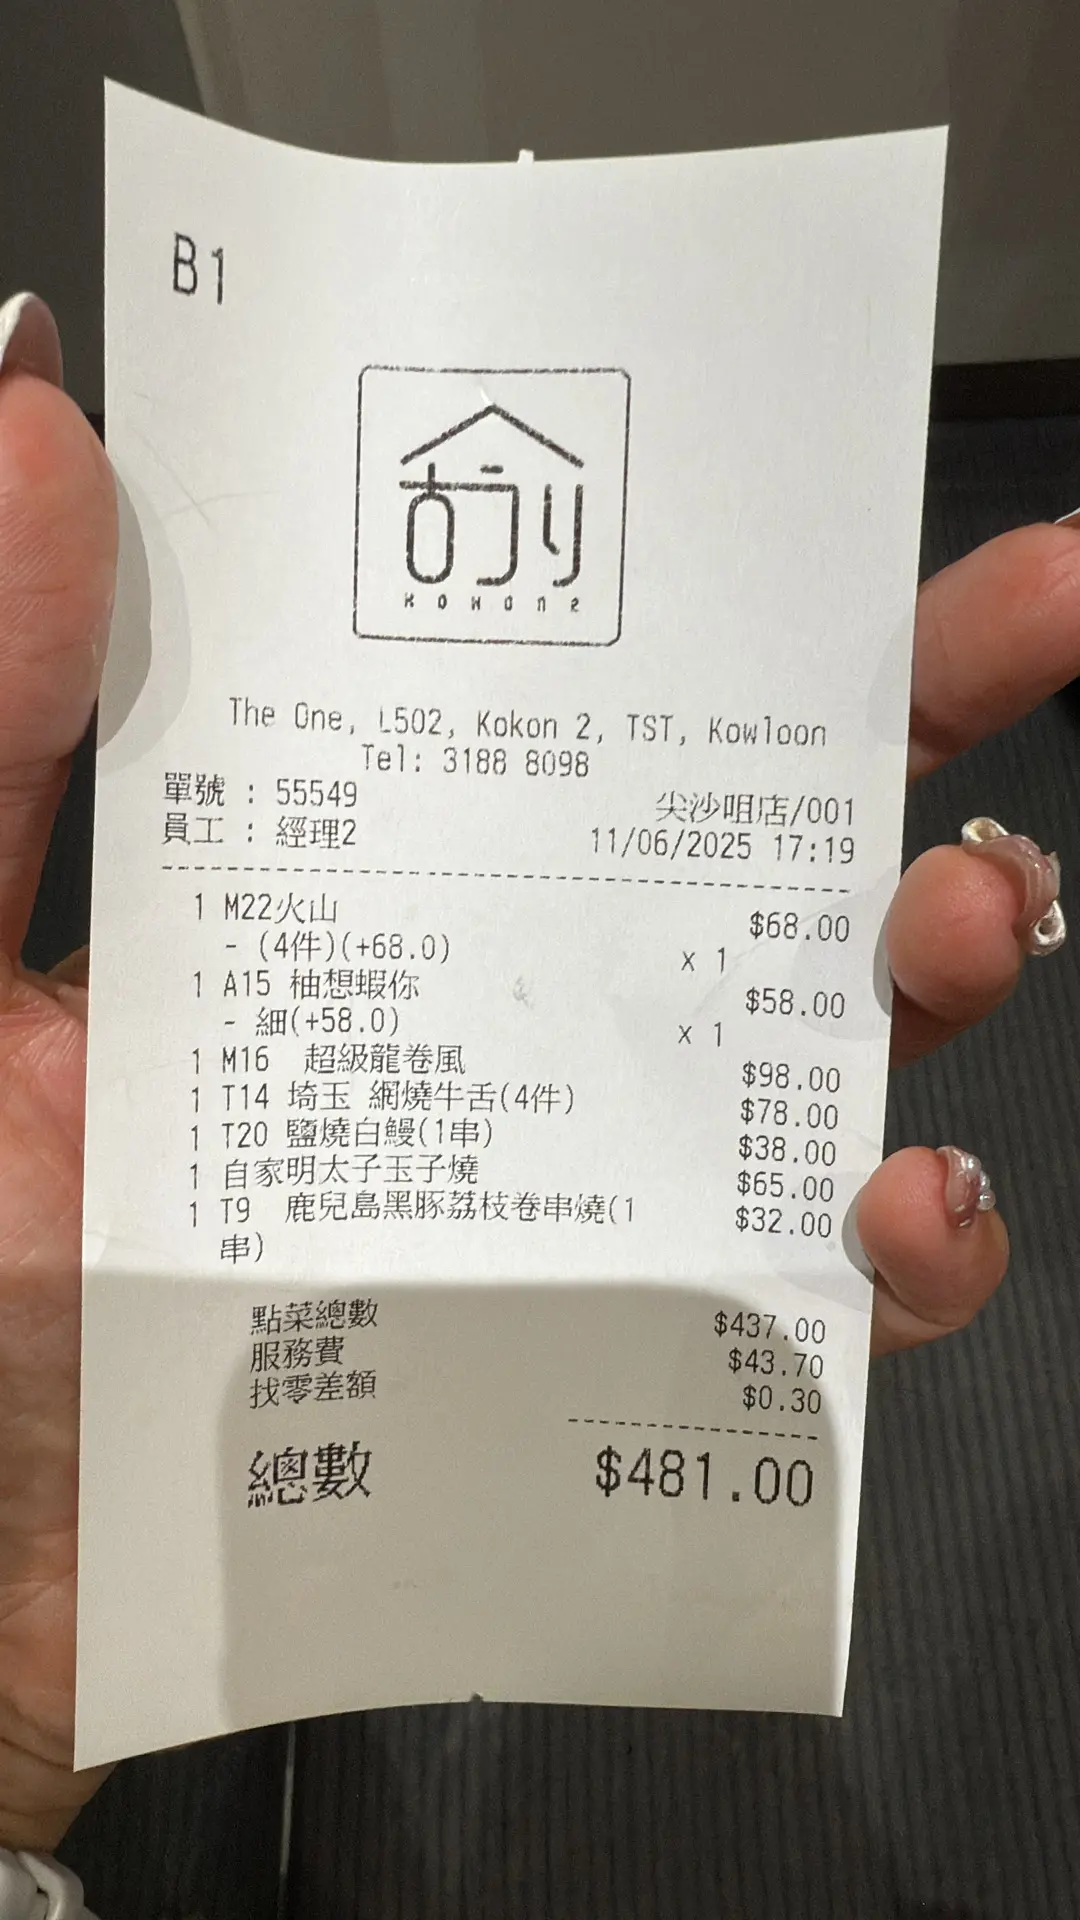 B1
古今二
KOKON2
The One, L502, Kokon 2, TST, Kowloon
Tel: 3188 8098
單號 : 55549 尖沙咀店/001
員工 : 經理2 11/06/2025 17:19
1 M22火山 $68.00
- (4件)(+68.0) x 1
1 A15 柚想蝦你 $58.00
- 細(+58.0) x 1
1 M16 超級龍卷風 $98.00
1 T14 埼玉 網燒牛舌(4件) $78.00
1 T20 鹽燒白鰻(1串) $38.00
1 自家明太子玉子燒 $65.00
1 T9 鹿兒島黑豚荔枝卷串燒(1 $32.00
串)
點菜總數 $437.00
服務費 $43.70
找零差額 $0.30
總數 $481.00